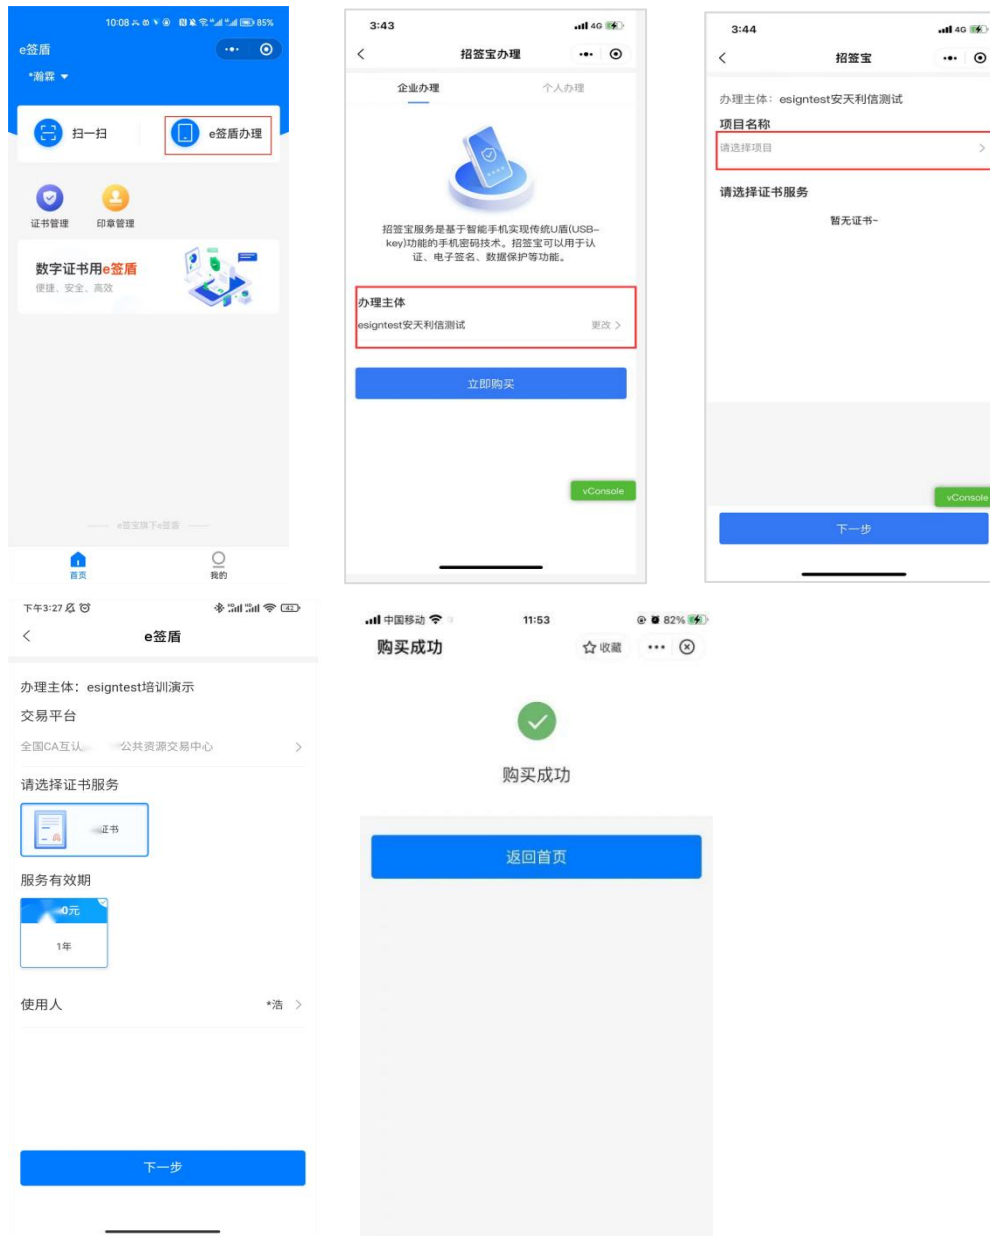 10:08 85%
e签盾
*瀚霖
扫一扫
e签盾办理
证书管理 印章管理
数字证书用e签盾
便捷、安全、高效
e签宝旗下e签盾
首页 我的
3:43 4G
招签宝办理
企业办理 个人办理
招签宝服务是基于智能手机实现传统U盾(USB-
key)功能的手机密码技术。招签宝可以用于认
证、电子签名、数据保护等功能。
办理主体
esigntest安天利信测试 更改
立即购买
vConsole
3:44 4G
招签宝
办理主体：esigntest安天利信测试
项目名称
请选择项目
请选择证书服务
暂无证书~
vConsole
下一步
下午3:27 42
e签盾
办理主体：esigntest培训演示
交易平台
全国CA互认 公共资源交易中心
请选择证书服务
证书
服务有效期
0元
1年
使用人 *浩
下一步
中国移动 11:53 82%
购买成功 收藏
购买成功
返回首页